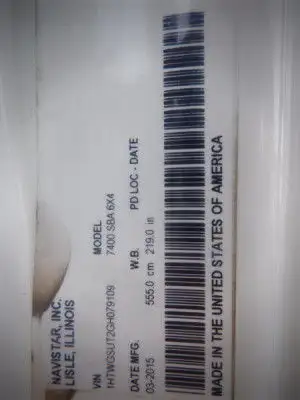 NAVISTAR, INC.
LISLE, ILLINOIS
VIN MODEL
1HTWGSUT2GH079109 7400 SBA 6X4
DATE MFG. W.B. PD LOC - DATE
03-2015 555.0 cm 219.0 in
MADE IN THE UNITED STATES OF AMERICA